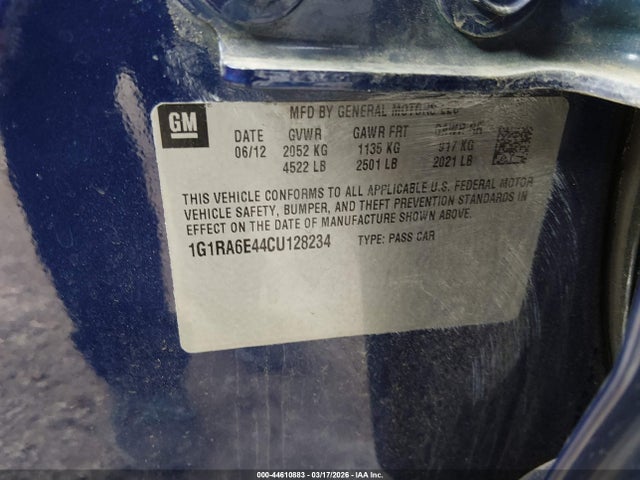 GM
MFD BY GENERAL MOTORS LLC
DATE GVWR GAWR FRT GAWR RR
06/12 2052 KG 1135 KG 917 KG
4522 LB 2501 LB 2021 LB
THIS VEHICLE CONFORMS TO ALL APPLICABLE U.S. FEDERAL MOTOR
VEHICLE SAFETY, BUMPER, AND THEFT PREVENTION STANDARDS IN
EFFECT ON THE DATE OF MANUFACTURE SHOWN ABOVE.
1G1RA6E44CU128234 TYPE: PASS CAR
000-44610883 - 03/17/2026 - IAA Inc.